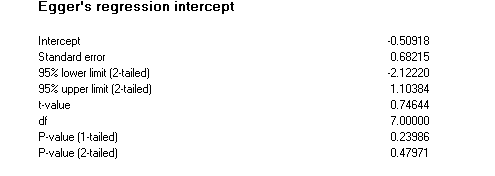 Egger's regression intercept
Intercept -0.50918
Standard error 0.68215
95% lower limit (2-tailed) -2.12220
95% upper limit (2-tailed) 1.10384
t-value 0.74644
df 7.00000
P-value (1-tailed) 0.23986
P-value (2-tailed) 0.47971